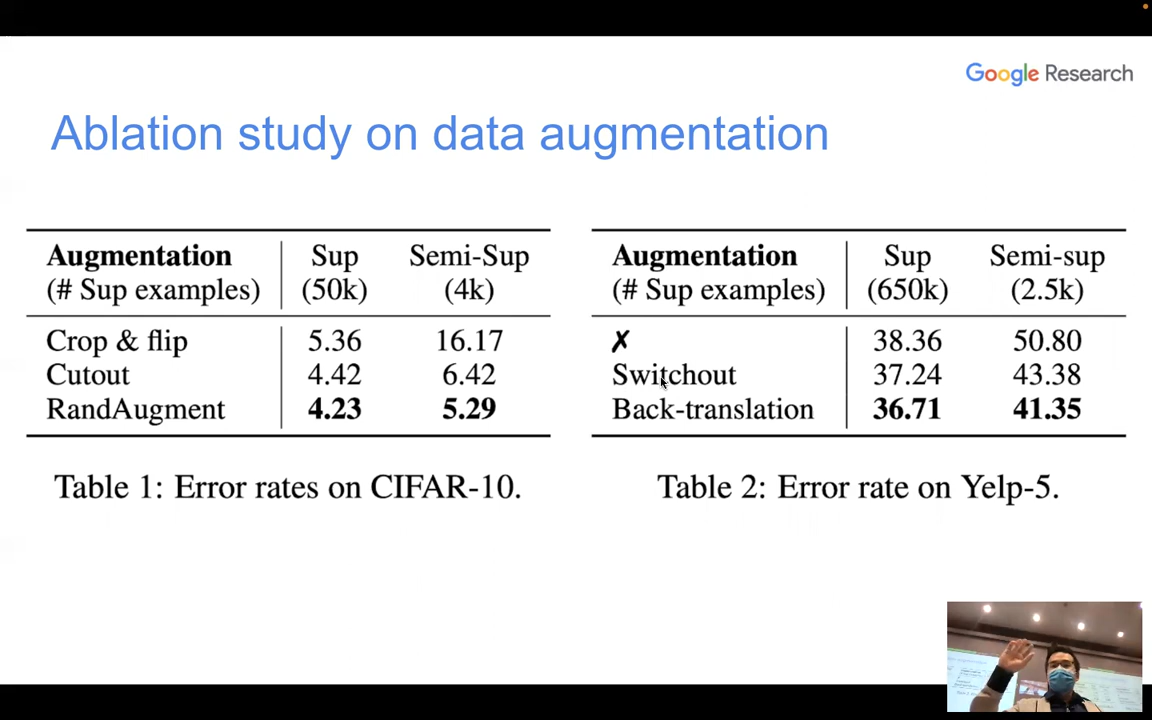 Google Research
Ablation study on data augmentation
Augmentation Sup Semi-Sup
(# Sup examples) (50k) (4k)
Crop & flip 5.36 16.17
Cutout 4.42 6.42
RandAugment 4.23 5.29
Table 1: Error rates on CIFAR-10.
Augmentation Sup Semi-sup
(# Sup examples) (650k) (2.5k)
✗ 38.36 50.80
Switchout 37.24 43.38
Back-translation 36.71 41.35
Table 2: Error rate on Yelp-5.